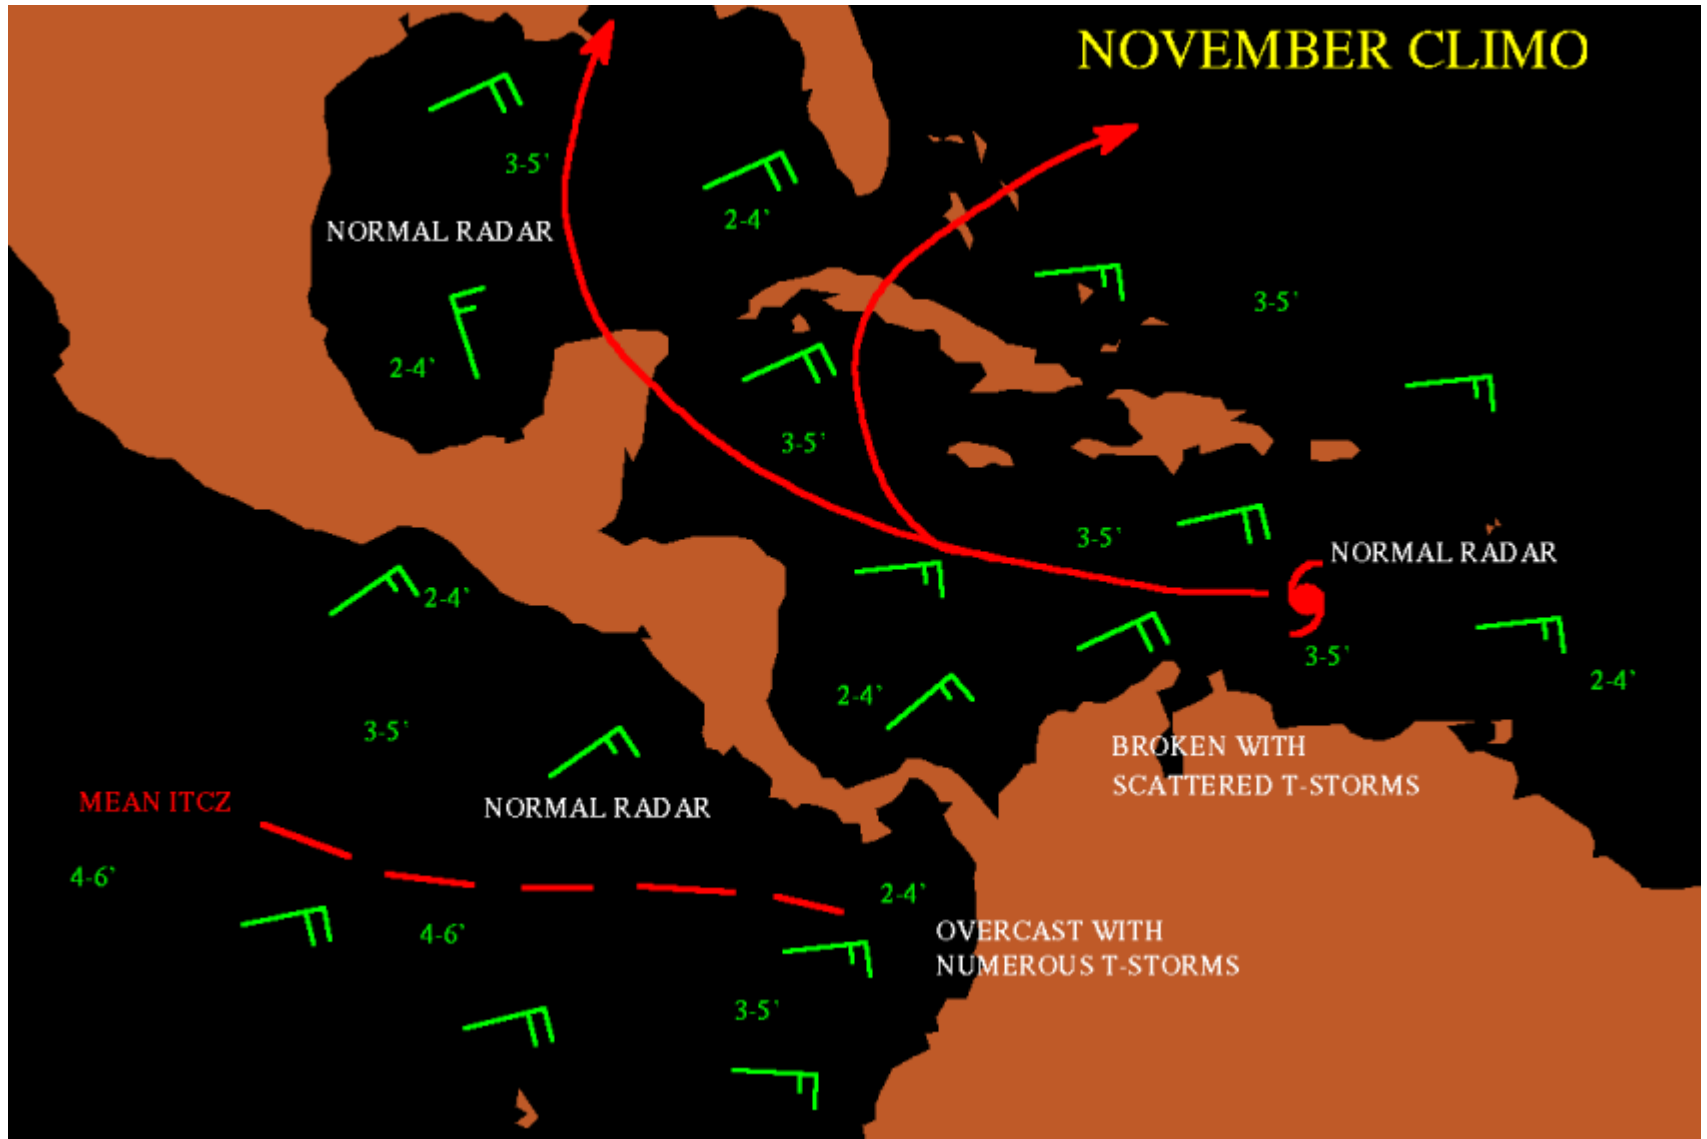 NOVEMBER CLIMO
3-5'
2-4'
NORMAL RADAR
3-5'
2-4'
3-5'
3-5'
NORMAL RADAR
2-4'
3-5'
2-4'
2-4'
3-5'
BROKEN WITH
SCATTERED T-STORMS
MEAN ITCZ
NORMAL RADAR
4-6'
2-4'
4-6'
OVERCAST WITH
NUMEROUS T-STORMS
3-5'